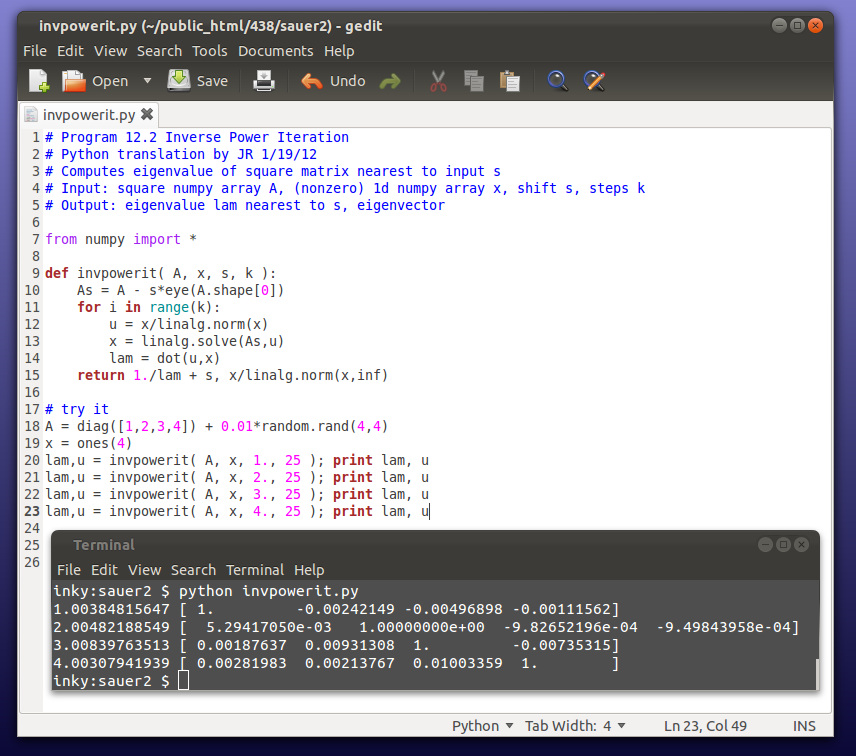 invpowerit.py (~/public_html/438/sauer2) - gedit
File Edit View Search Tools Documents Help
Open Save Undo
invpowerit.py
1 # Program 12.2 Inverse Power Iteration
2 # Python translation by JR 1/19/12
3 # Computes eigenvalue of square matrix nearest to input s
4 # Input: square numpy array A, (nonzero) 1d numpy array x, shift s, steps k
5 # Output: eigenvalue lam nearest to s, eigenvector
6
7 from numpy import *
8
9 def invpowerit( A, x, s, k ):
10     As = A - s*eye(A.shape[0])
11     for i in range(k):
12         u = x/linalg.norm(x)
13         x = linalg.solve(As,u)
14         lam = dot(u,x)
15     return 1./lam + s, x/linalg.norm(x,inf)
16
17 # try it
18 A = diag([1,2,3,4]) + 0.01*random.rand(4,4)
19 x = ones(4)
20 lam,u = invpowerit( A, x, 1., 25 ); print lam, u
21 lam,u = invpowerit( A, x, 2., 25 ); print lam, u
22 lam,u = invpowerit( A, x, 3., 25 ); print lam, u
23 lam,u = invpowerit( A, x, 4., 25 ); print lam, u
24
25
26
Terminal
File Edit View Search Terminal Help
inky:sauer2 $ python invpowerit.py
1.00384815647 [ 1.         -0.00242149 -0.00496898 -0.00111562]
2.00482188549 [  5.29417050e-03   1.00000000e+00  -9.82652196e-04  -9.49843958e-04]
3.00839763513 [ 0.00187637  0.00931308  1.         -0.00735315]
4.00307941939 [ 0.00281983  0.00213767  0.01003359  1.        ]
inky:sauer2 $
Python Tab Width: 4 Ln 23, Col 49 INS